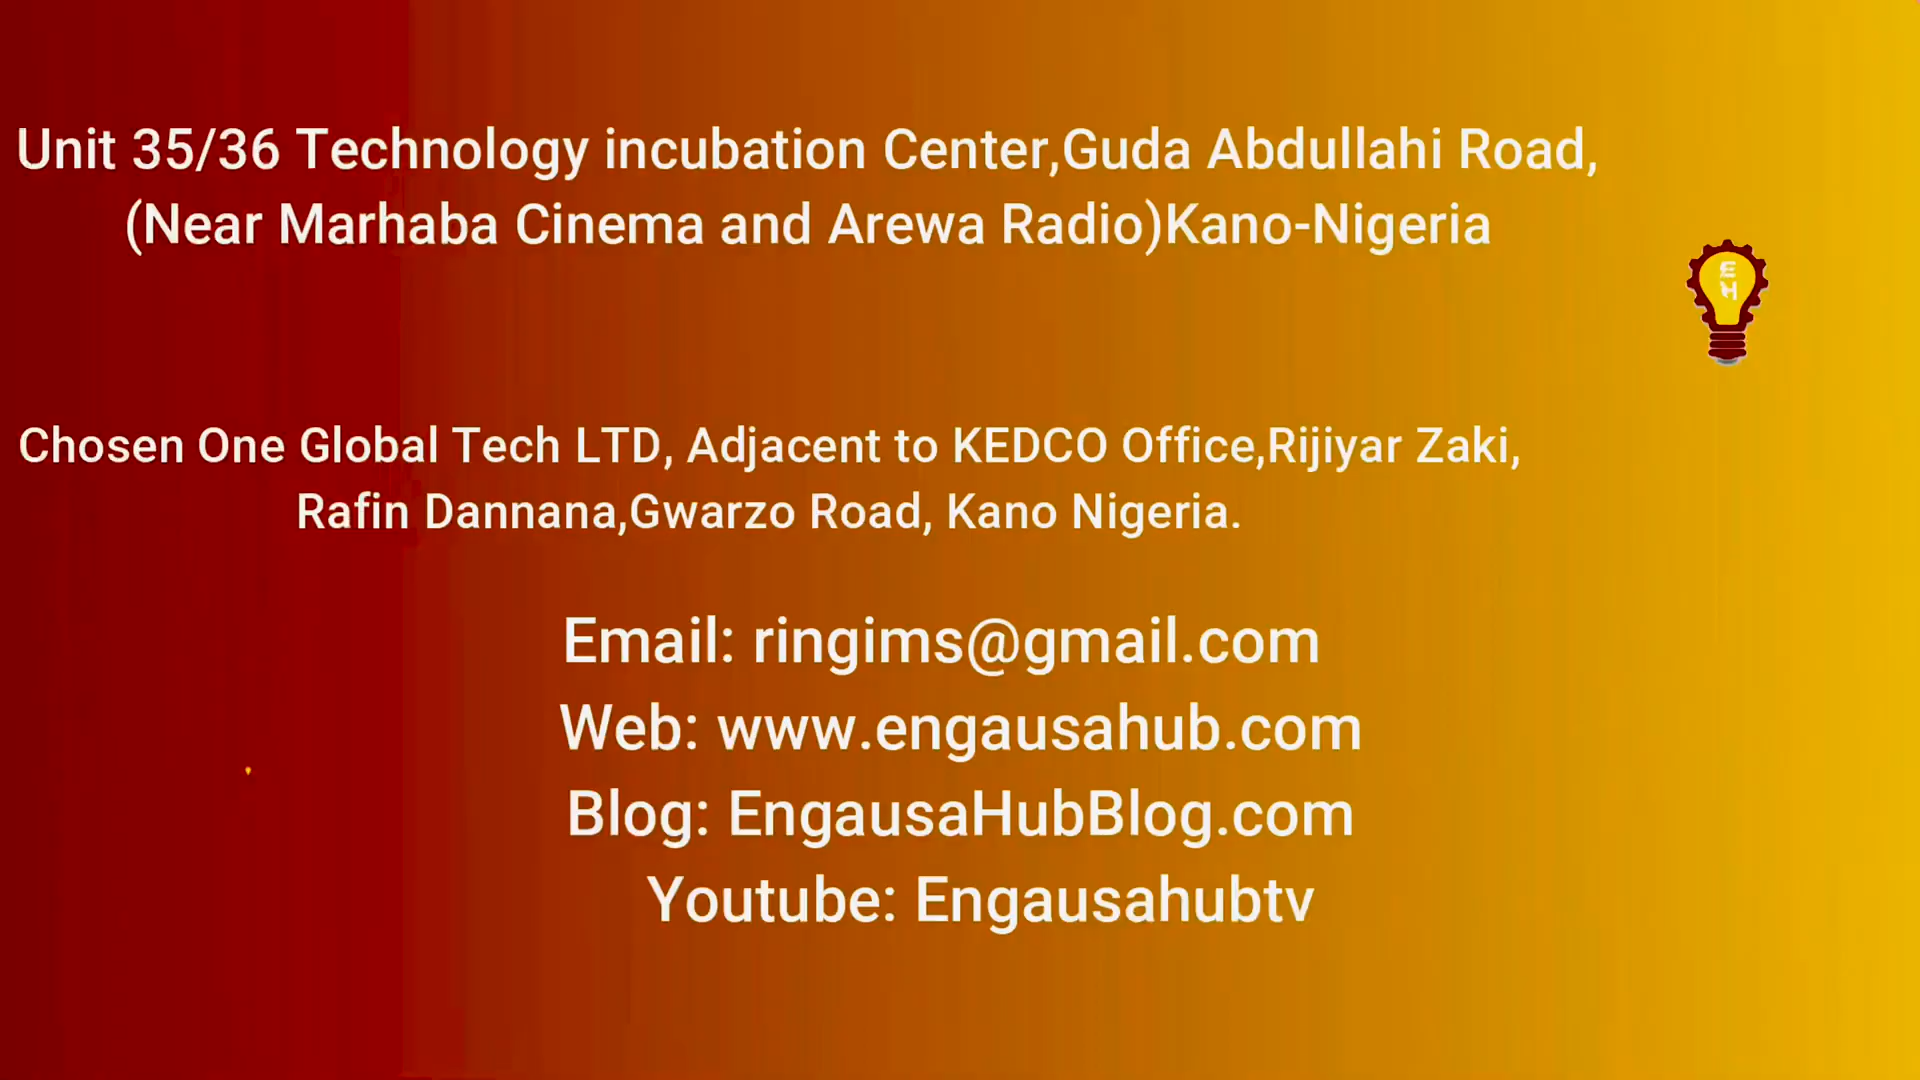 Unit 35/36 Technology incubation Center,Guda Abdullahi Road,
(Near Marhaba Cinema and Arewa Radio)Kano-Nigeria
E
H
Chosen One Global Tech LTD, Adjacent to KEDCO Office,Rijiyar Zaki,
Rafin Dannana,Gwarzo Road, Kano Nigeria.
Email: ringims@gmail.com
Web: www.engausahub.com
Blog: EngausaHubBlog.com
Youtube: Engausahubtv